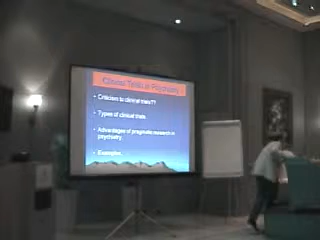 Clinical Trials in Psychiatry
• Criticism to clinical trials??
• Types of clinical trials.
• Advantages of pragmatic research in
psychiatry.
• Examples.